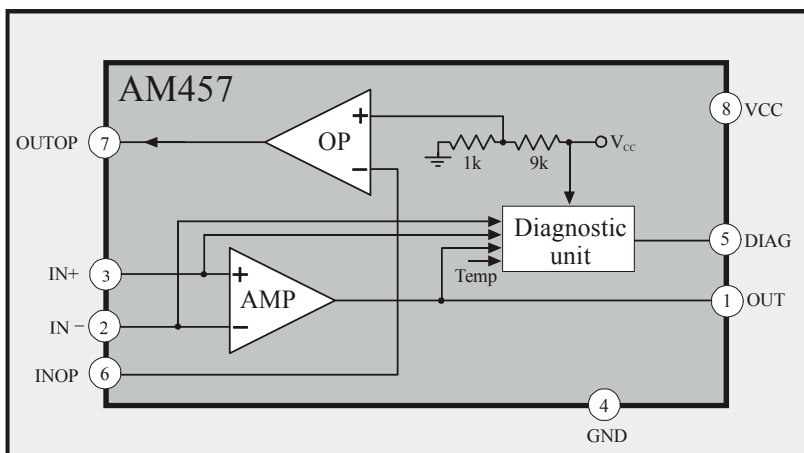 AM457
8
VCC
+
OUTOP
7
OP
1k
9k
VCC
−
Diagnostic
unit
5
DIAG
IN+
3
+
Temp
AMP
1
OUT
IN −
2
−
INOP
6
4
GND